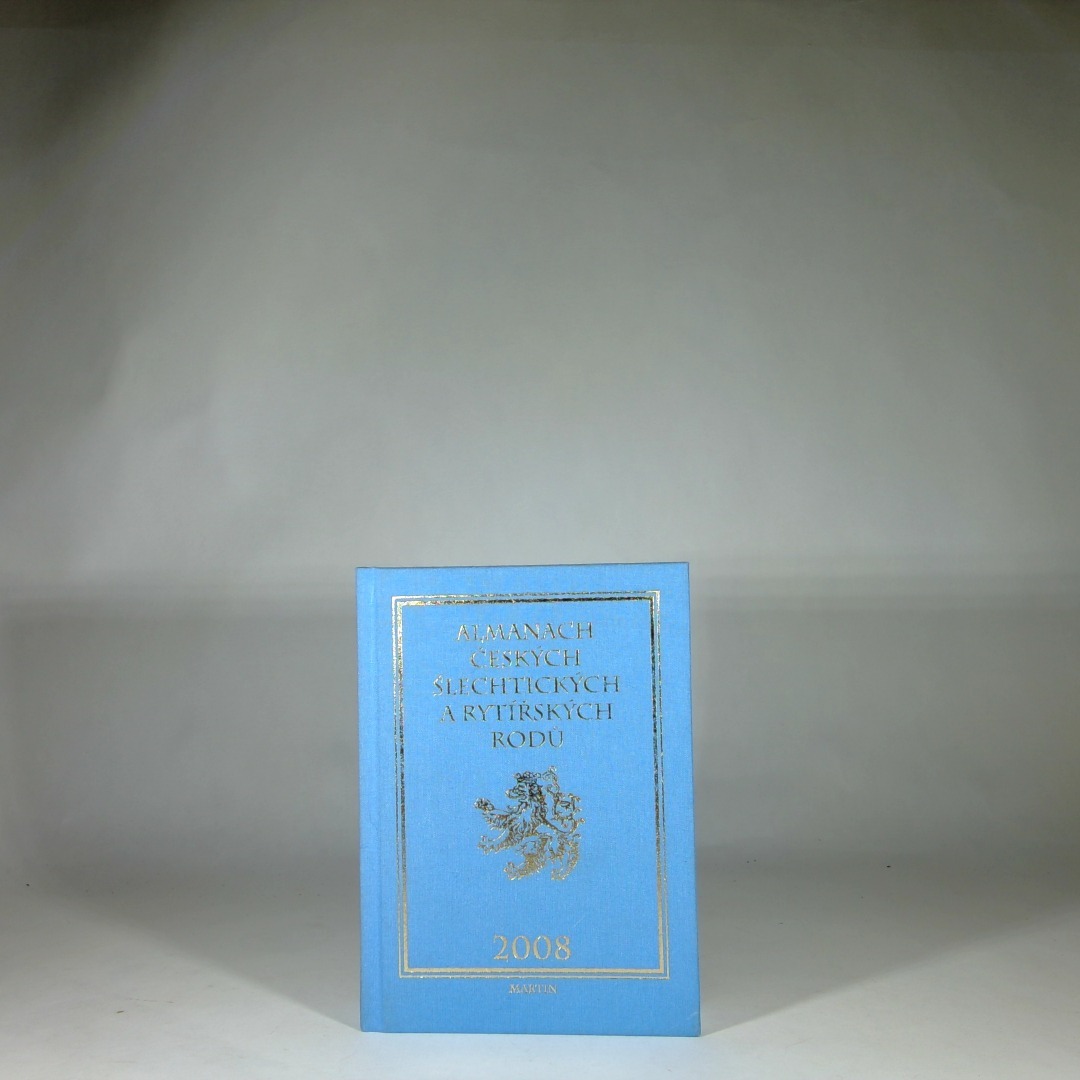 ALMANACH
ČESKÝCH
ŠLECHTICKÝCH
A RYTÍŘSKÝCH
RODŮ
2008
MARTIN